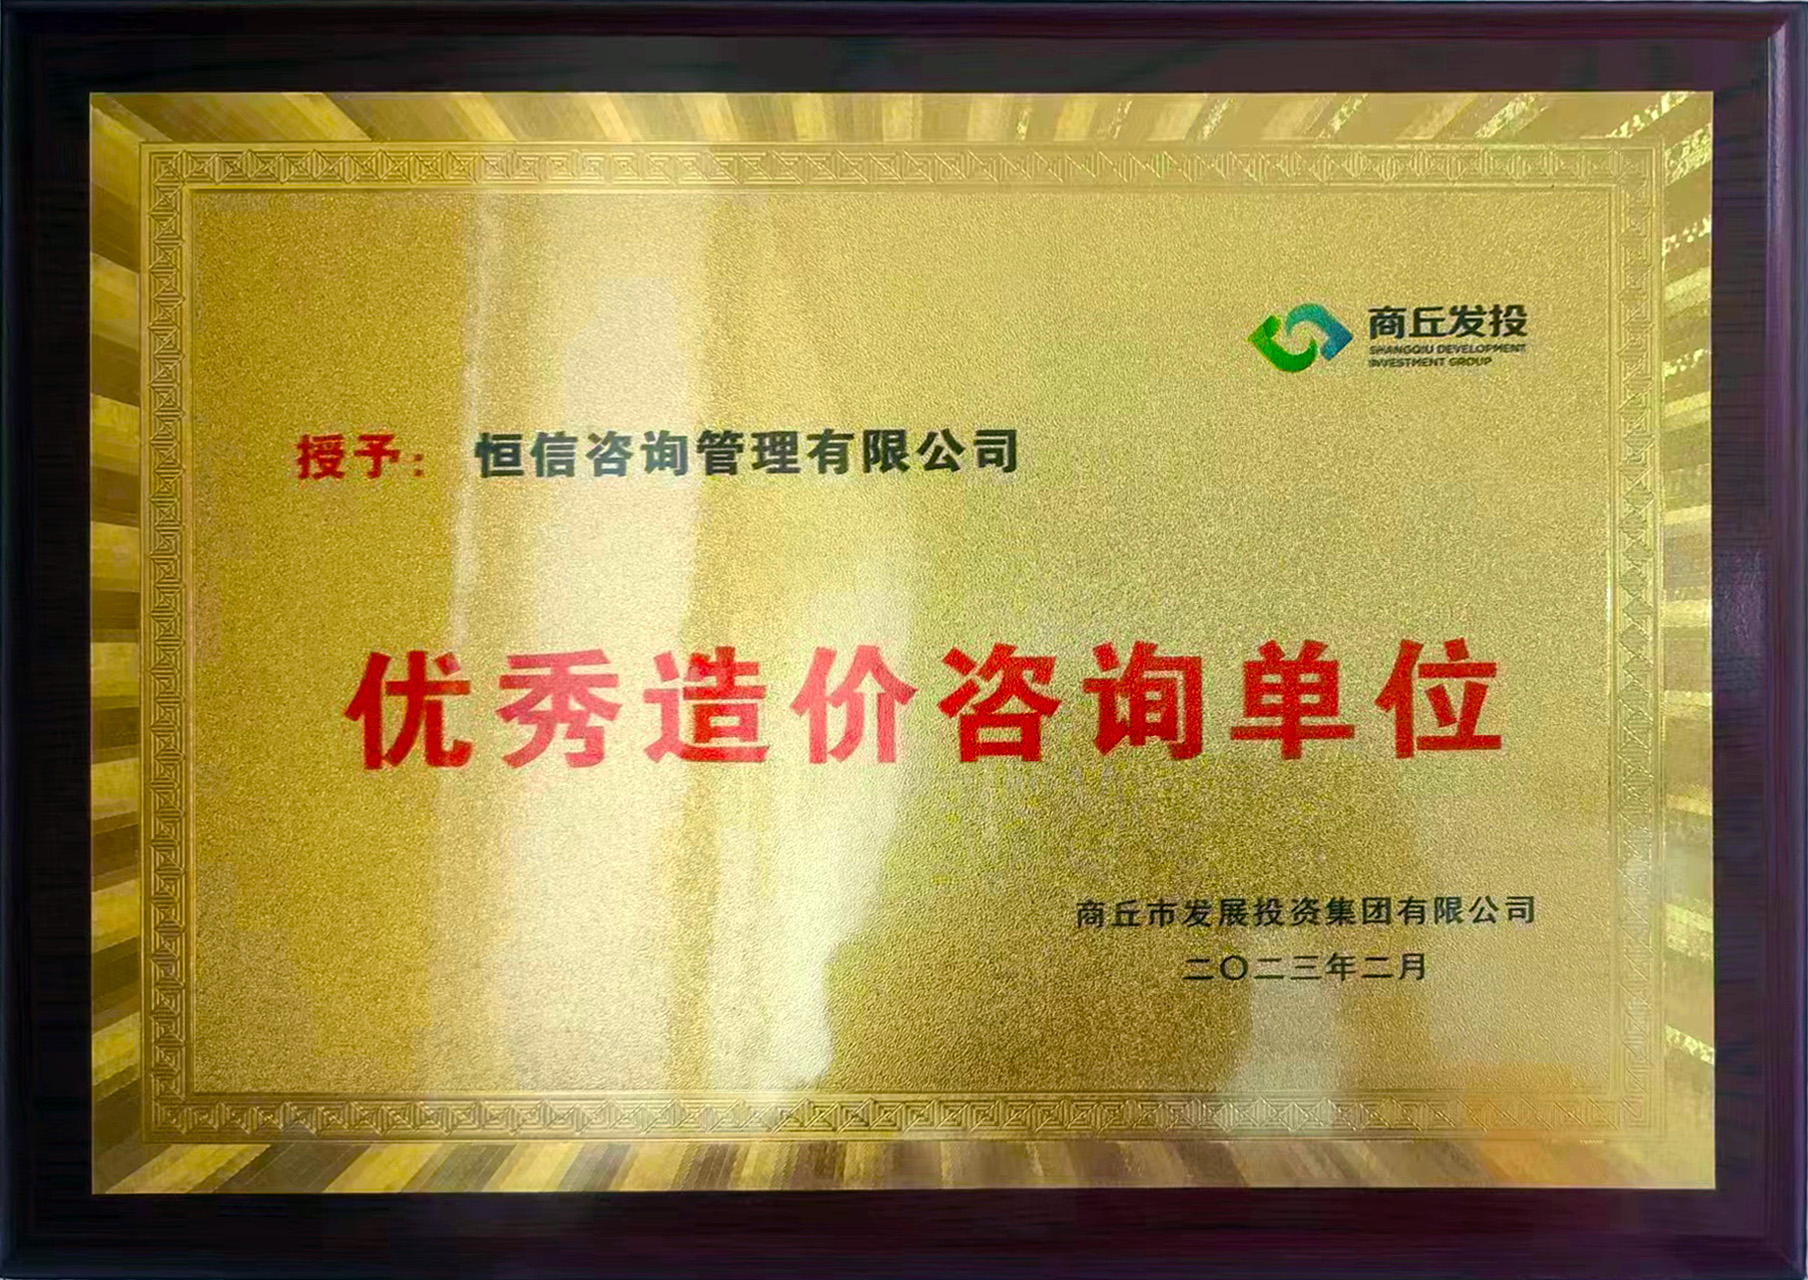 商丘发投
SHANGQIU DEVELOPMENT
INVESTMENT GROUP
授予： 恒信咨询管理有限公司
优秀造价咨询单位
商丘市发展投资集团有限公司
二〇二三年二月